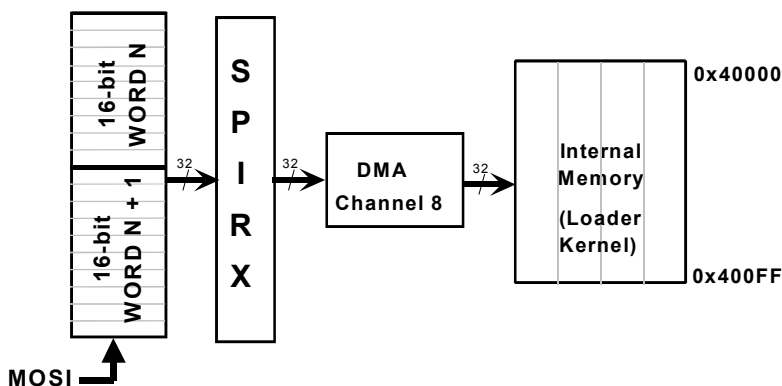 16-bit
WORD N
16-bit
WORD N + 1
MOSI
32
S
P
I
R
X
32
DMA
Channel 8
32
Internal
Memory
(Loader
Kernel)
0x40000
0x400FF